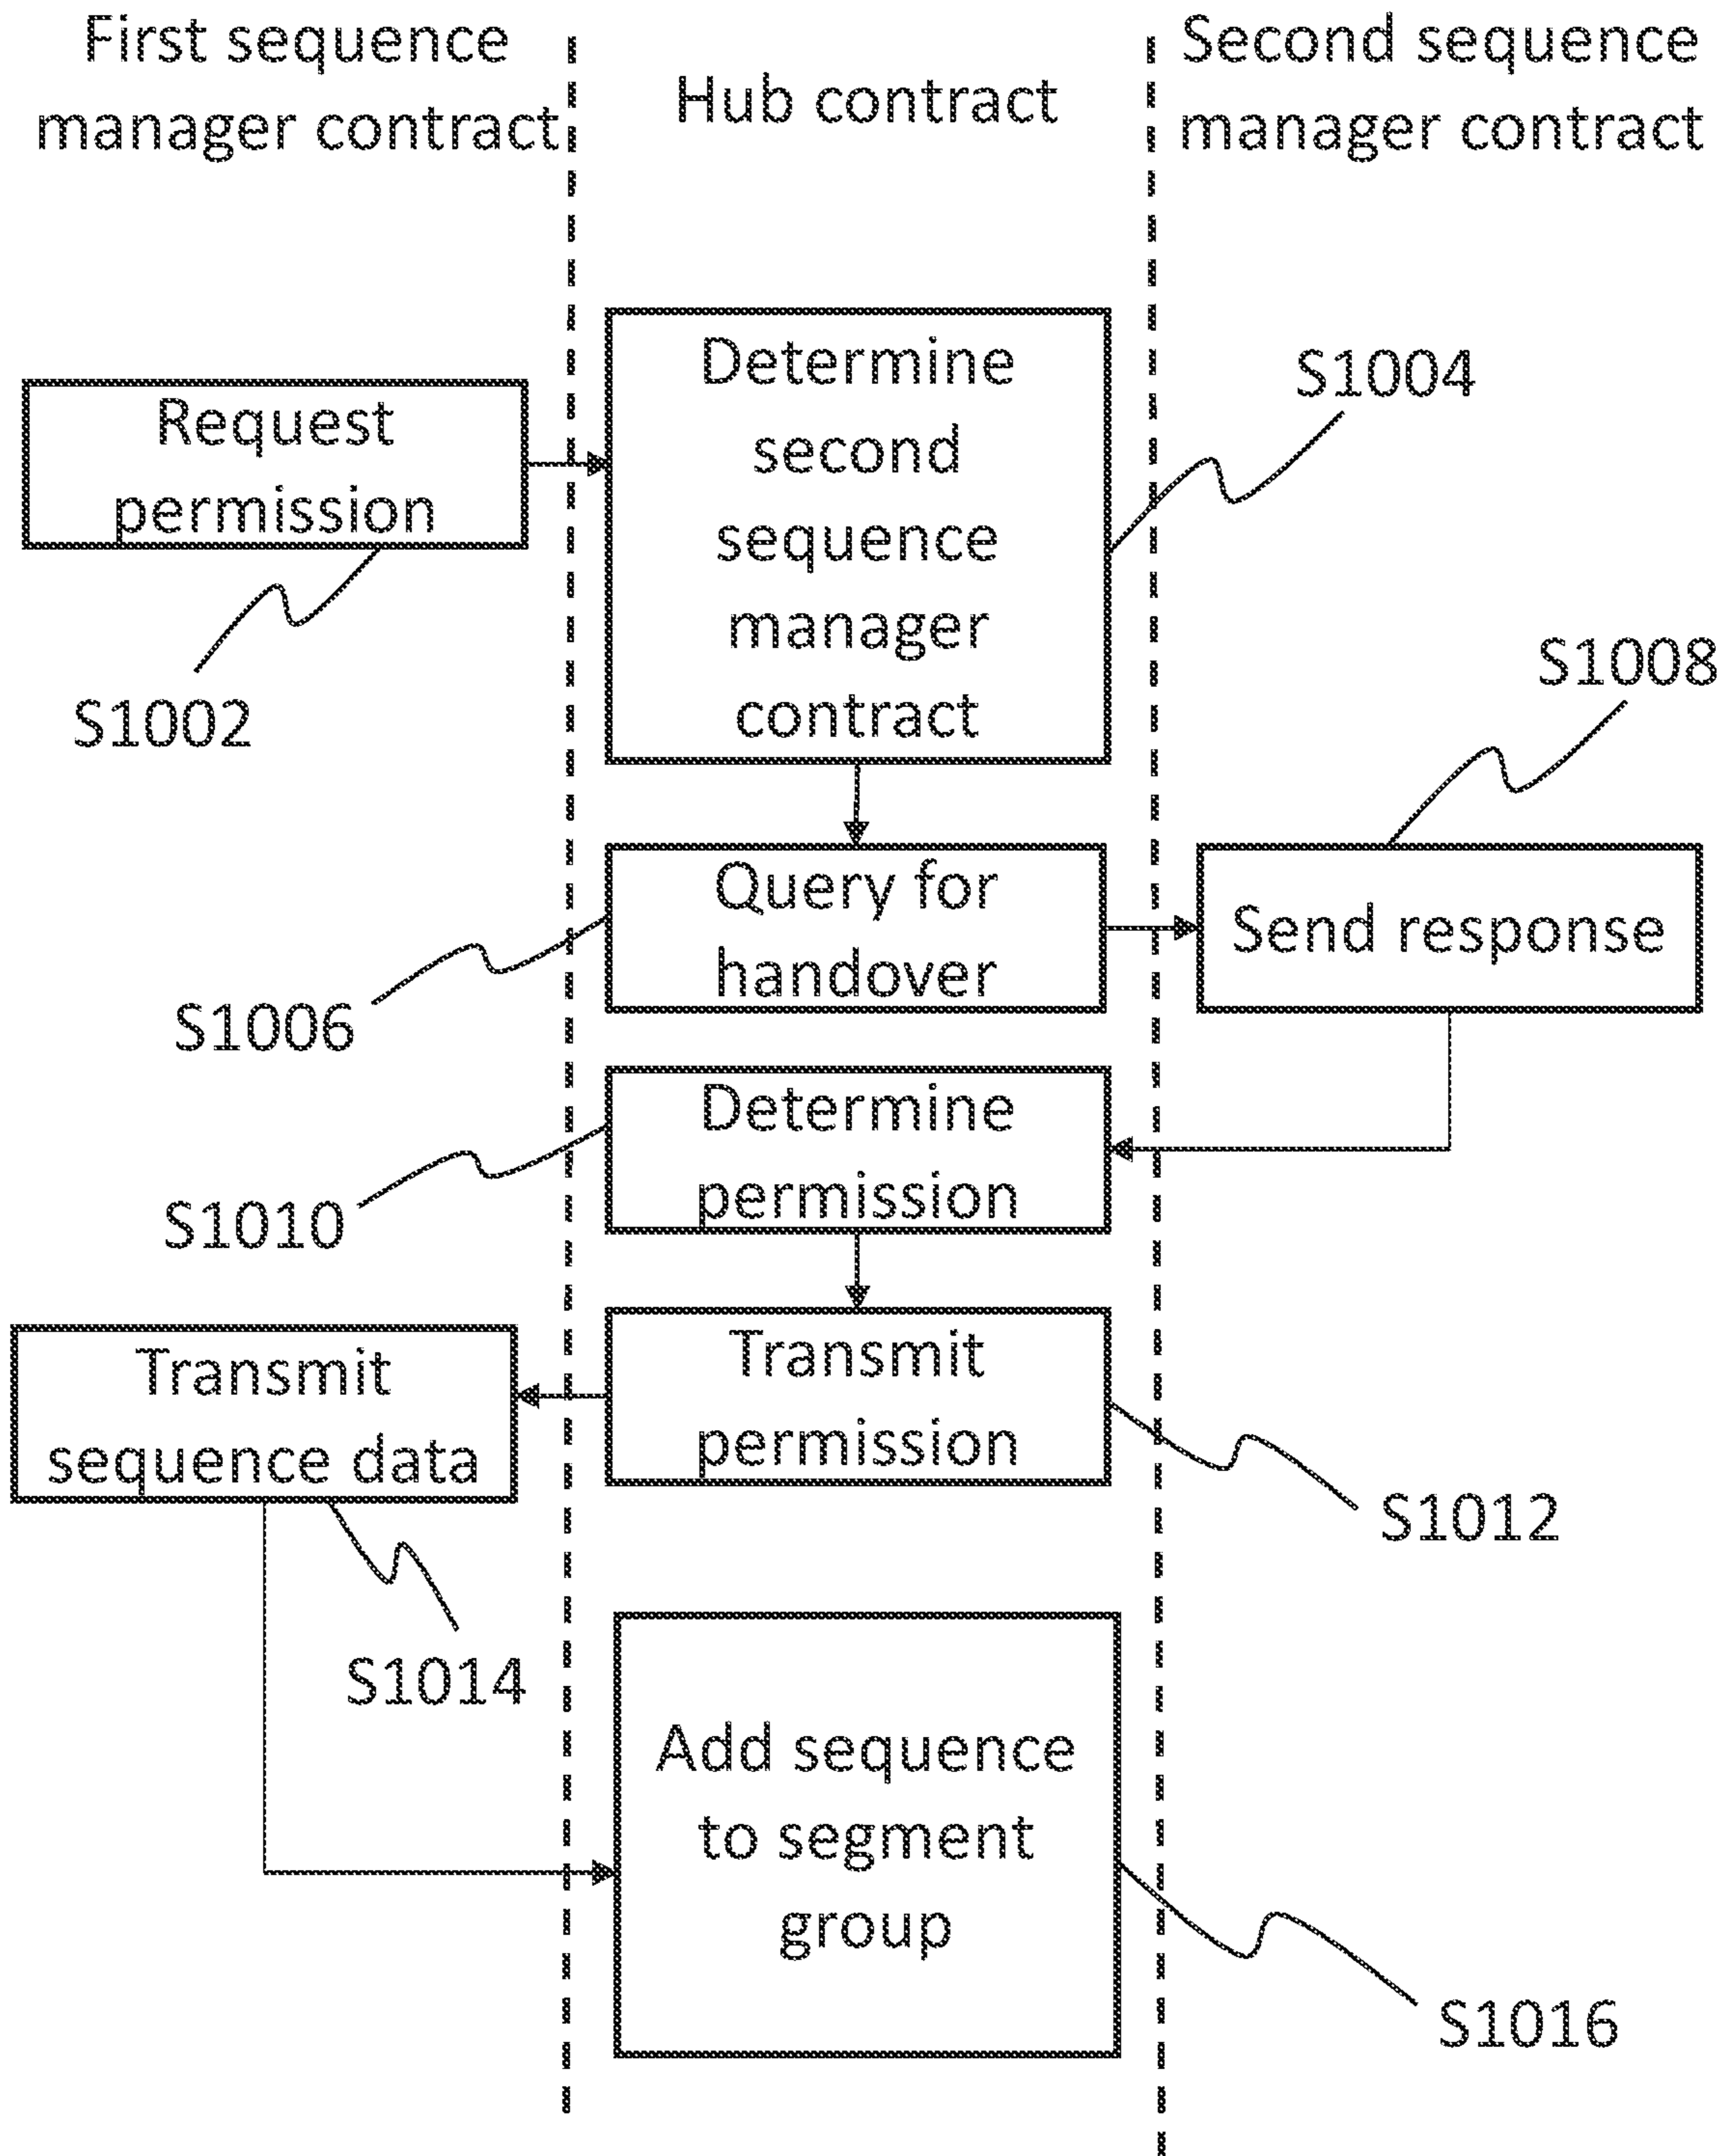 First sequence
manager contract
Hub contract
Second sequence
manager contract
Request
permission
S1002
Determine
second
sequence
manager
contract
S1004
Query for
handover
S1006
Send response
S1008
Determine
permission
S1010
Transmit
permission
S1012
Transmit
sequence data
S1014
Add sequence
to segment
group
S1016